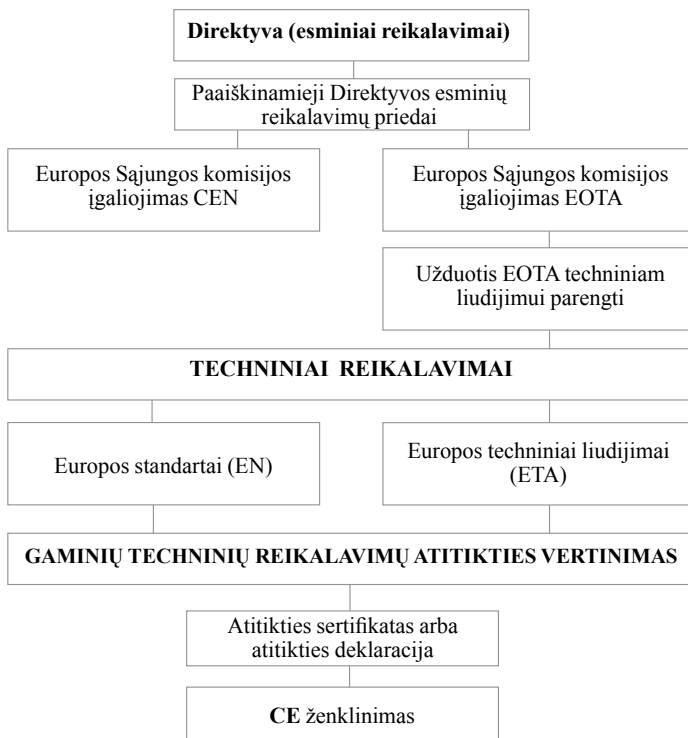 Direktyva (esminiai reikalavimai)
Paaiškinamieji Direktyvos esminių
reikalavimų priedai
Europos Sąjungos komisijos
įgaliojimas CEN
Europos Sąjungos komisijos
įgaliojimas EOTA
Užduotis EOTA techniniam
liudijimui parengti
TECHNINIAI REIKALAVIMAI
Europos standartai (EN)
Europos techniniai liudijimai
(ETA)
GAMINIŲ TECHNINIŲ REIKALAVIMŲ ATITIKTIES VERTINIMAS
Atitikties sertifikatas arba
atitikties deklaracija
CE ženklinimas